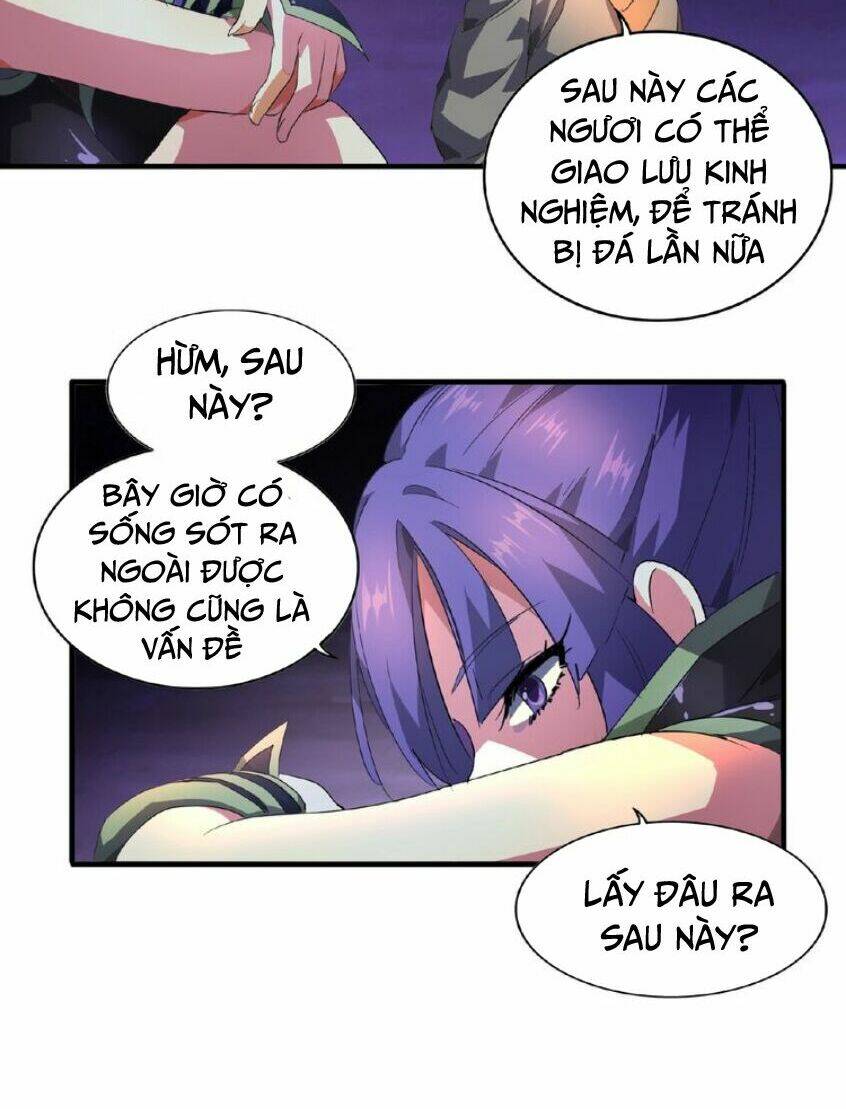 SAU NÀY CÁC
NGƯƠI CÓ THỂ
GIAO LƯU KINH
NGHIỆM, ĐỂ TRÁNH
BỊ ĐÁ LẦN NỮA
HỪM, SAU
NÀY?
BÂY GIỜ CÓ
SỐNG SÓT RA
NGOÀI ĐƯỢC
KHÔNG CŨNG LÀ
VẤN ĐỀ
LẤY ĐÂU RA
SAU NÀY?